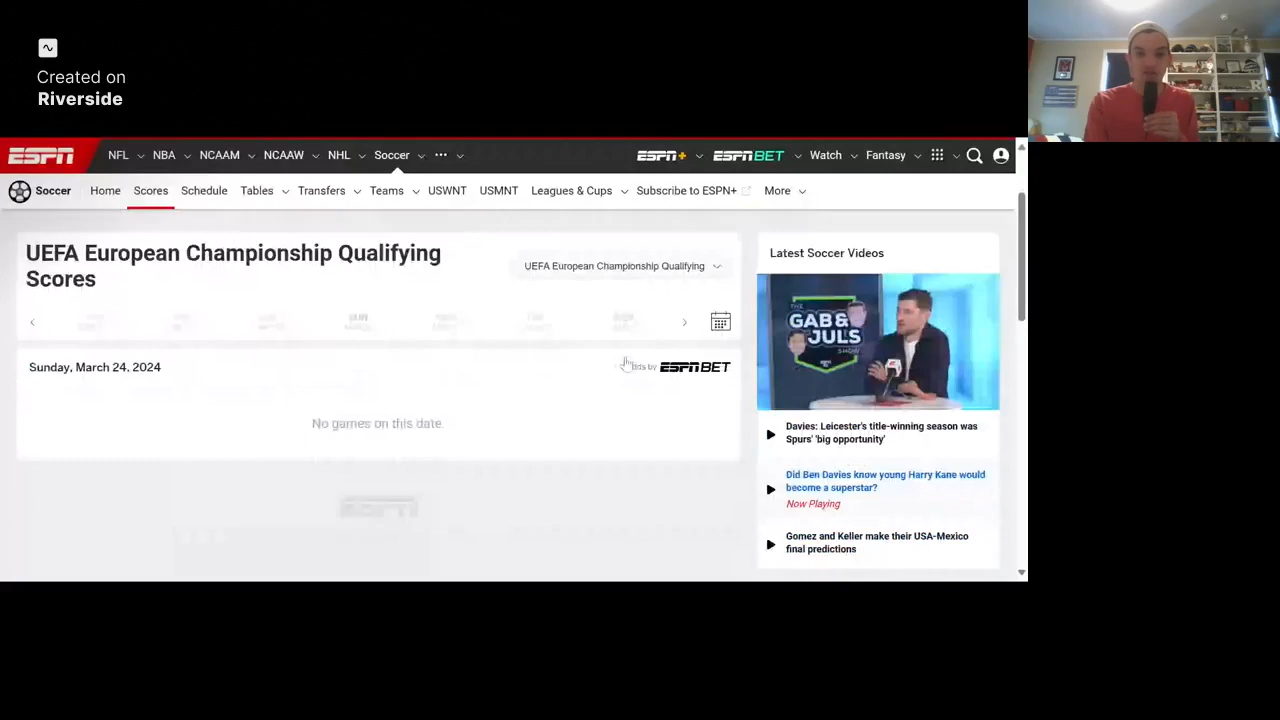 Created on
Riverside
ESPN
NFL
NBA
NCAAM
NCAAW
NHL
Soccer
ESPN+
ESPN BET
Watch
Fantasy
Soccer
Home
Scores
Schedule
Tables
Transfers
Teams
USWNT
USMNT
Leagues & Cups
Subscribe to ESPN+
More
UEFA European Championship Qualifying
Scores
UEFA European Championship Qualifying
Sunday, March 24, 2024
by ESPN BET
No games on this date.
ESPN
Latest Soccer Videos
THE
GAB &
JULS
SHOW
Davies: Leicester's title-winning season was
Spurs' 'big opportunity'
Did Ben Davies know young Harry Kane would
become a superstar?
Now Playing
Gomez and Keller make their USA-Mexico
final predictions